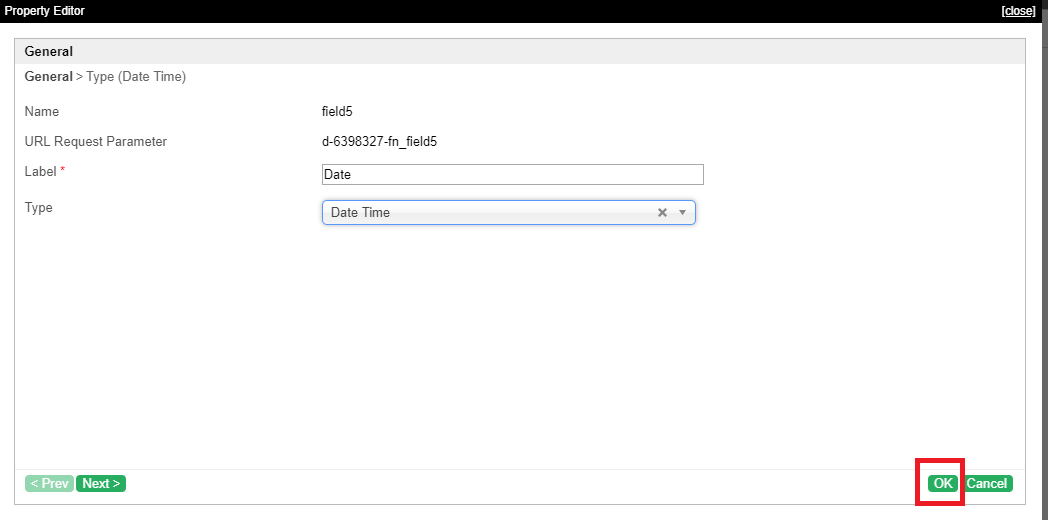 Property Editor [close]
General
General > Type (Date Time)
Name field5
URL Request Parameter d-6398327-fn_field5
Label * Date
Type Date Time
< Prev Next > OK Cancel